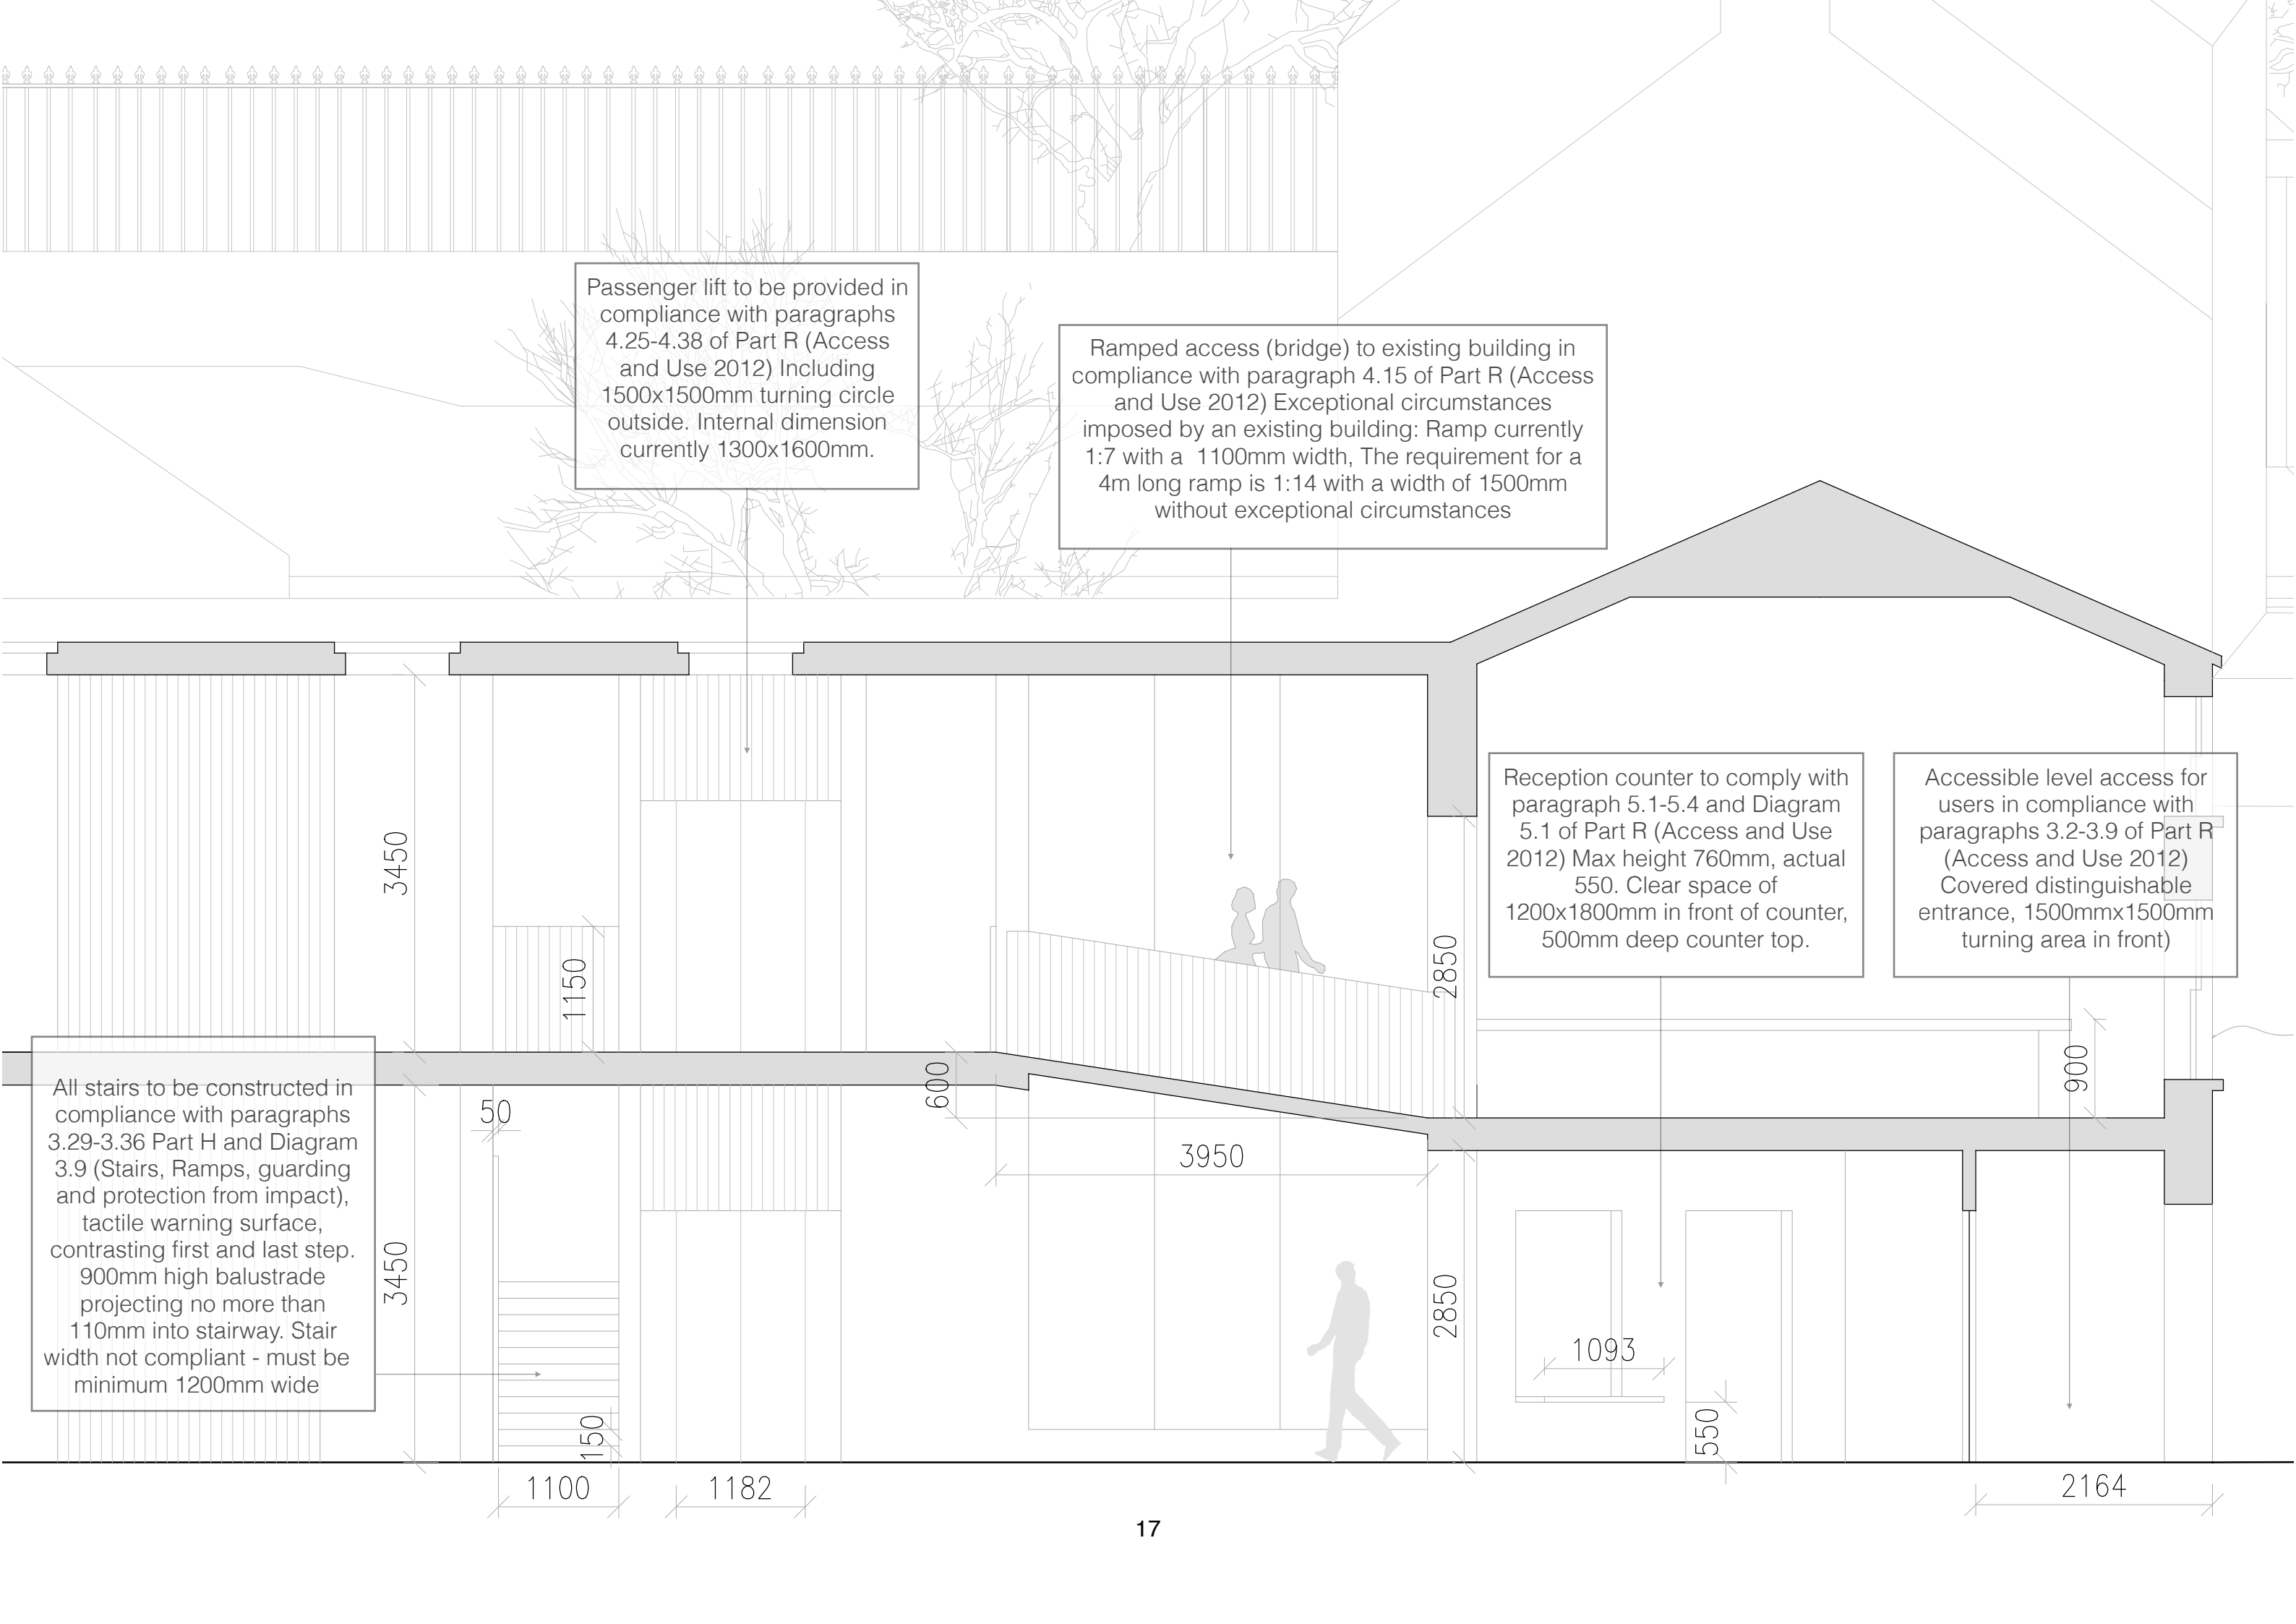 Passenger lift to be provided in
compliance with paragraphs
4.25-4.38 of Part R (Access
and Use 2012) Including
1500x1500mm turning circle
outside. Internal dimension
currently 1300x1600mm.
Ramped access (bridge) to existing building in
compliance with paragraph 4.15 of Part R (Access
and Use 2012) Exceptional circumstances
imposed by an existing building: Ramp currently
1:7 with a 1100mm width, The requirement for a
4m long ramp is 1:14 with a width of 1500mm
without exceptional circumstances
Reception counter to comply with
paragraph 5.1-5.4 and Diagram
5.1 of Part R (Access and Use
2012) Max height 760mm, actual
550. Clear space of
1200x1800mm in front of counter,
500mm deep counter top.
Accessible level access for
users in compliance with
paragraphs 3.2-3.9 of Part R
(Access and Use 2012)
Covered distinguishable
entrance, 1500mmx1500mm
turning area in front)
3450
1150
2850
900
600
All stairs to be constructed in
compliance with paragraphs
3.29-3.36 Part H and Diagram
3.9 (Stairs, Ramps, guarding
and protection from impact),
tactile warning surface,
contrasting first and last step.
900mm high balustrade
projecting no more than
110mm into stairway. Stair
width not compliant - must be
minimum 1200mm wide
50
3950
3450
2850
1093
150
550
1100
1182
2164
17